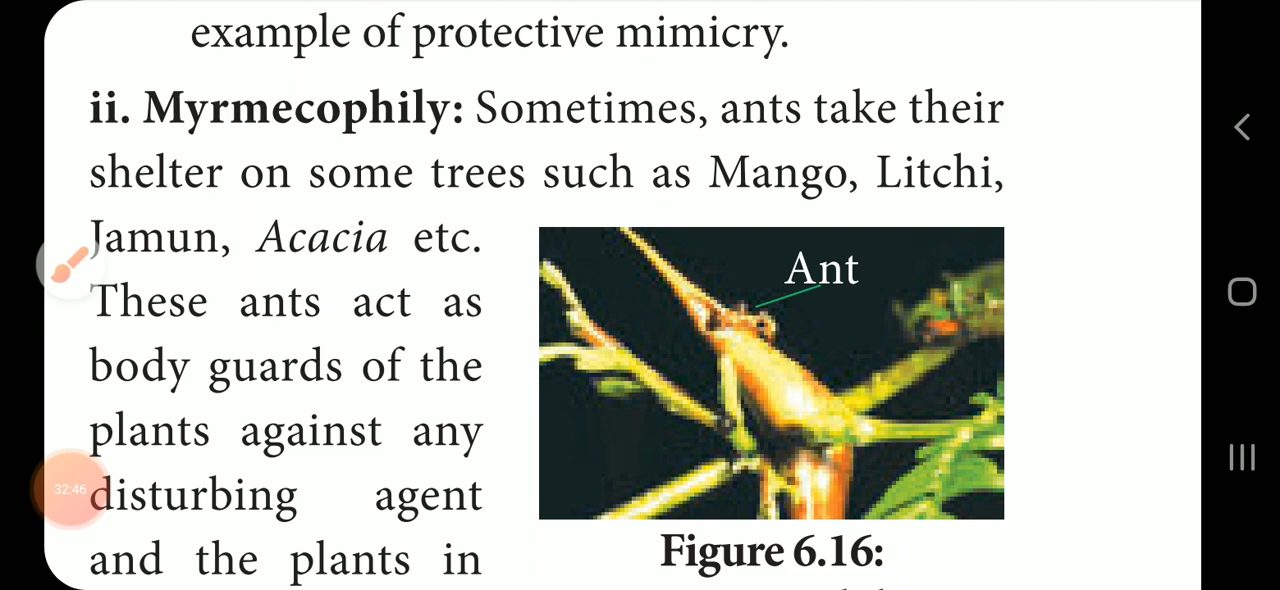 example of protective mimicry.
ii. Myrmecophily: Sometimes, ants take their
shelter on some trees such as Mango, Litchi,
Jamun, Acacia etc.
These ants act as
body guards of the
plants against any
disturbing agent
and the plants in
Ant
Figure 6.16:
32:46